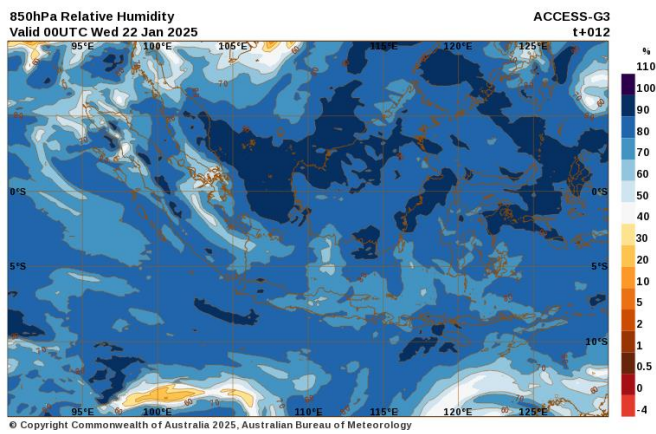 850hPa Relative Humidity
ACCESS-G3
Valid 00UTC Wed 22 Jan 2025
t+012
95°E 100°E 105°E 110°E 115°E 120°E 125°E
%
110
100
90
80
70
60
50
40
30
20
10
5
2
1
0.5
0
-4
0°S 0°S
5°S 5°S
10°S
95°E 100°E 105°E 110°E 115°E 120°E 125°E
© Copyright Commonwealth of Australia 2025, Australian Bureau of Meteorology